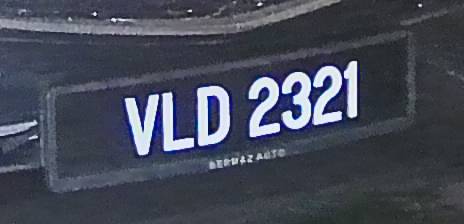 VLD 2321
BERMAZ AUTO